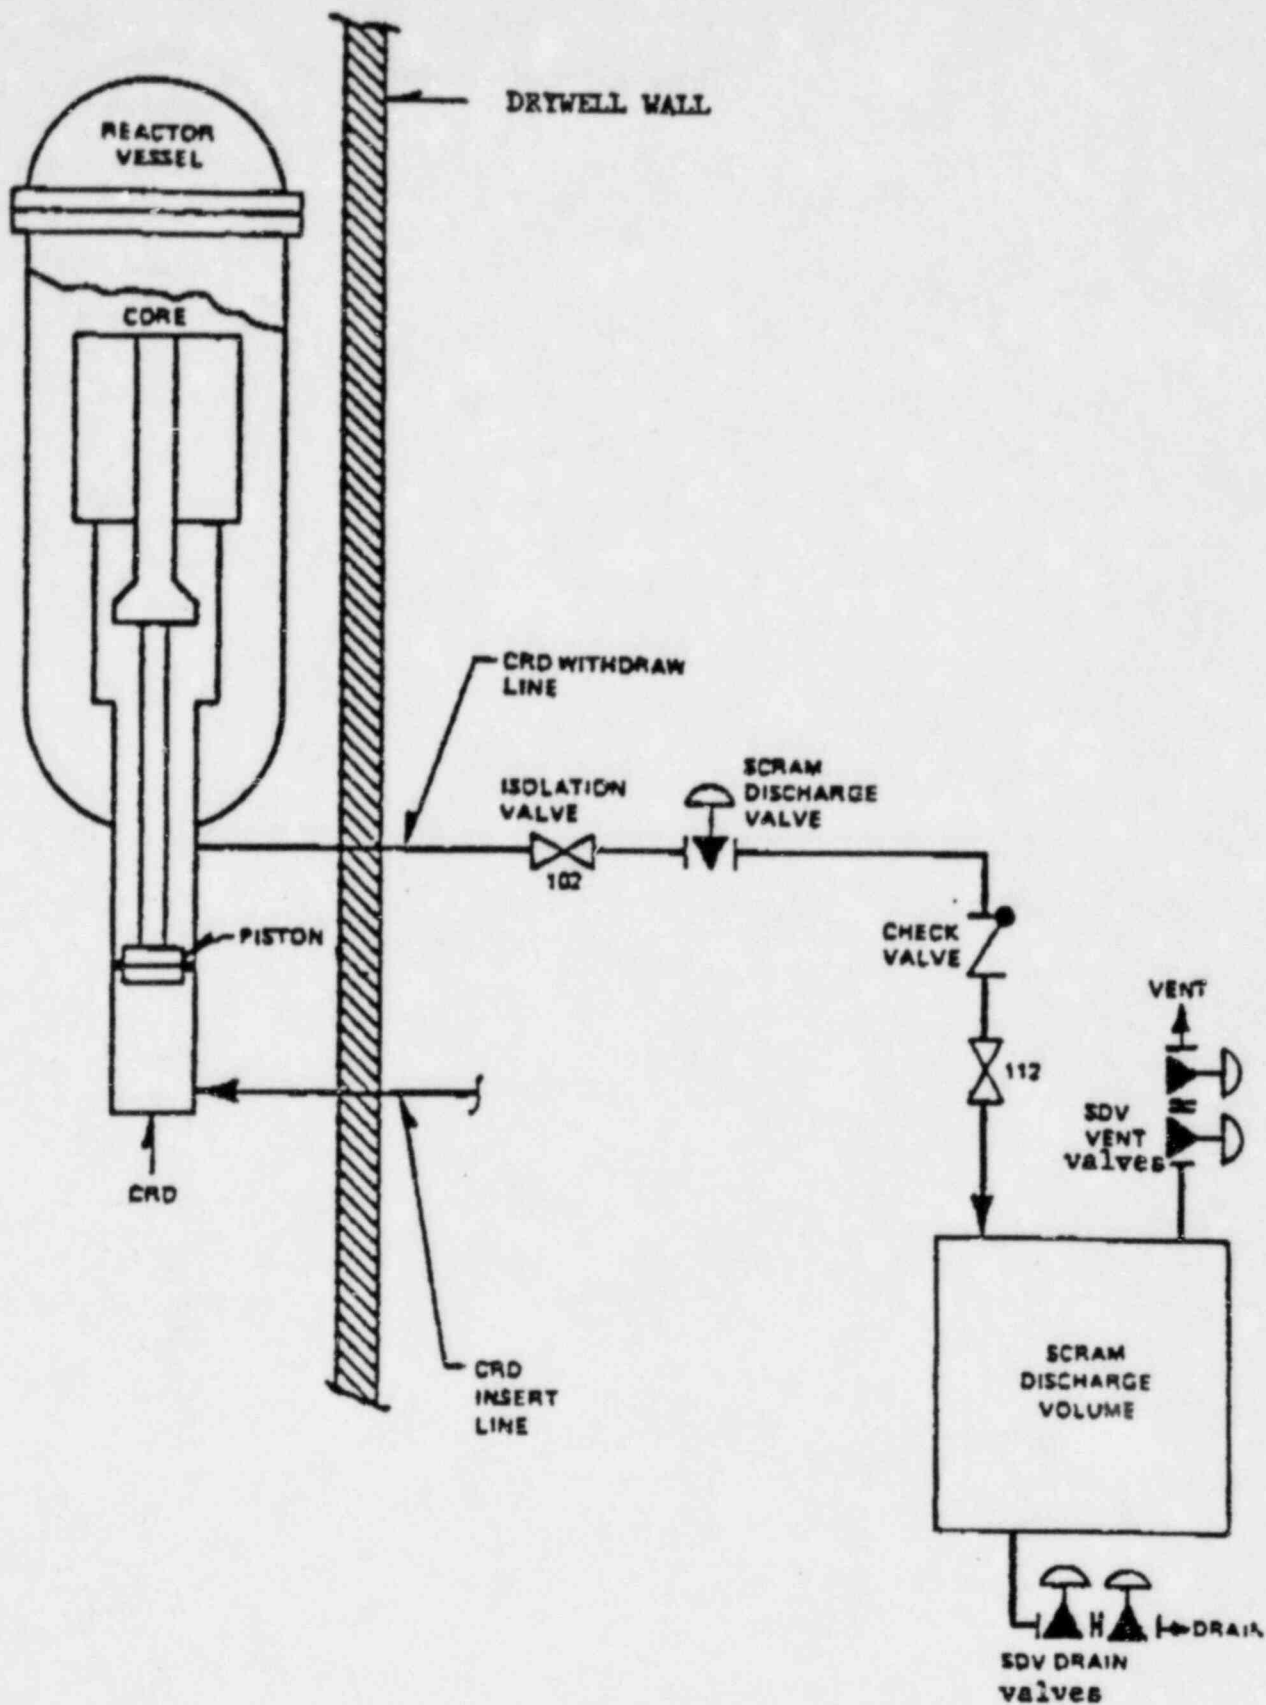 DRYWELL WALL
REACTOR
VESSEL
CORE
CRD WITHDRAW
LINE
ISOLATION
VALVE
102
SCRAM
DISCHARGE
VALVE
CHECK
VALVE
112
VENT
SDV
VENT
valves
PISTON
CRD
CRD
INSERT
LINE
SCRAM
DISCHARGE
VOLUME
DRAIN
SDV DRAIN
valves